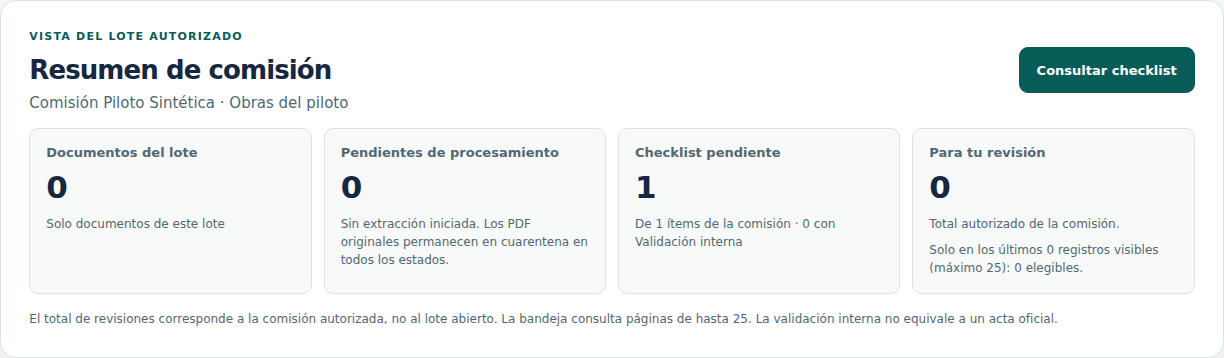 VISTA DEL LOTE AUTORIZADO
Resumen de comisión
Comisión Piloto Sintética · Obras del piloto
Consultar checklist
Documentos del lote
0
Solo documentos de este lote
Pendientes de procesamiento
0
Sin extracción iniciada. Los PDF
originales permanecen en cuarentena en
todos los estados.
Checklist pendiente
1
De 1 ítems de la comisión · 0 con
Validación interna
Para tu revisión
0
Total autorizado de la comisión.
Solo en los últimos 0 registros visibles
(máximo 25): 0 elegibles.
El total de revisiones corresponde a la comisión autorizada, no al lote abierto. La bandeja consulta páginas de hasta 25. La validación interna no equivale a un acta oficial.